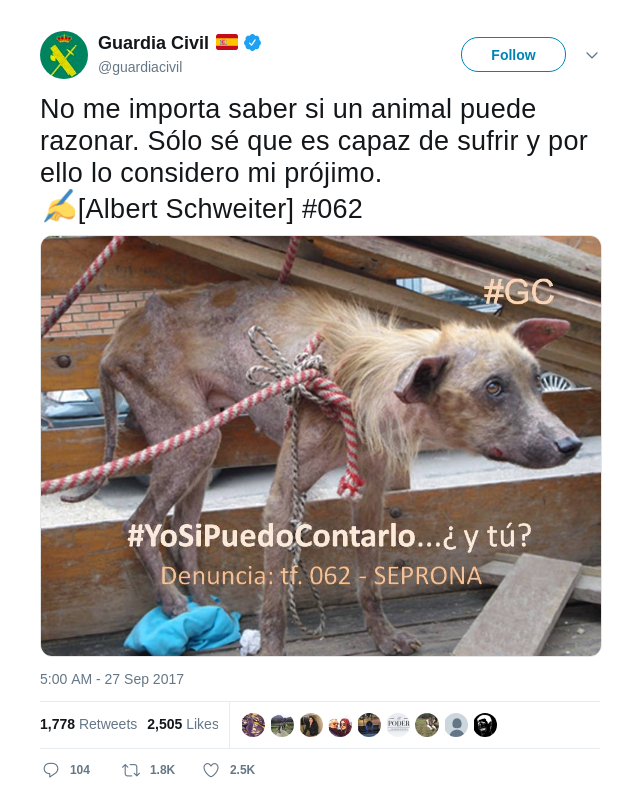 Guardia Civil
@guardiacivil
Follow
No me importa saber si un animal puede
razonar. Sólo sé que es capaz de sufrir y por
ello lo considero mi prójimo.
✍[Albert Schweiter] #062
#GC
#YoSiPuedoContarlo...¿ y tú?
Denuncia: tf. 062 - SEPRONA
5:00 AM - 27 Sep 2017
1,778 Retweets 2,505 Likes
PODER
104 1.8K 2.5K